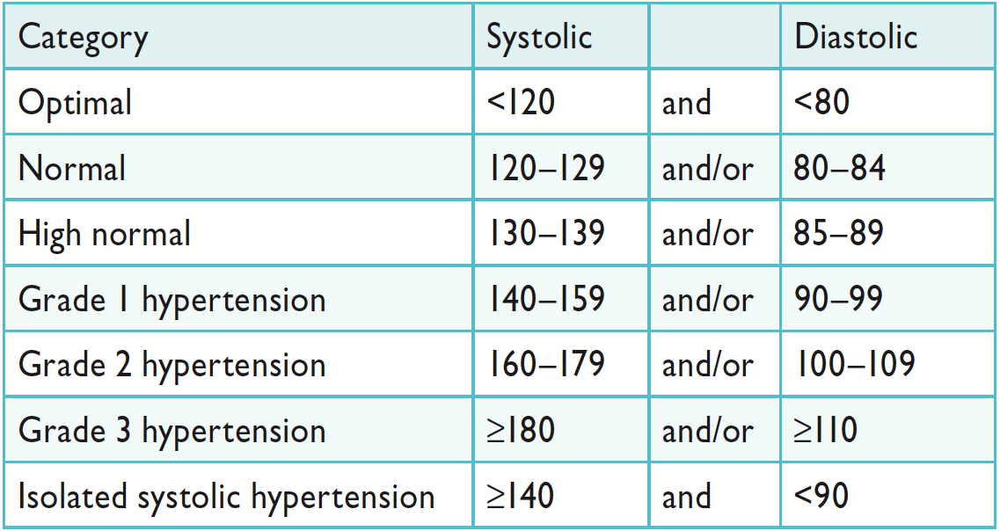 Category Systolic Diastolic
Optimal <120 and <80
Normal 120–129 and/or 80–84
High normal 130–139 and/or 85–89
Grade 1 hypertension 140–159 and/or 90–99
Grade 2 hypertension 160–179 and/or 100–109
Grade 3 hypertension ≥180 and/or ≥110
Isolated systolic hypertension ≥140 and <90